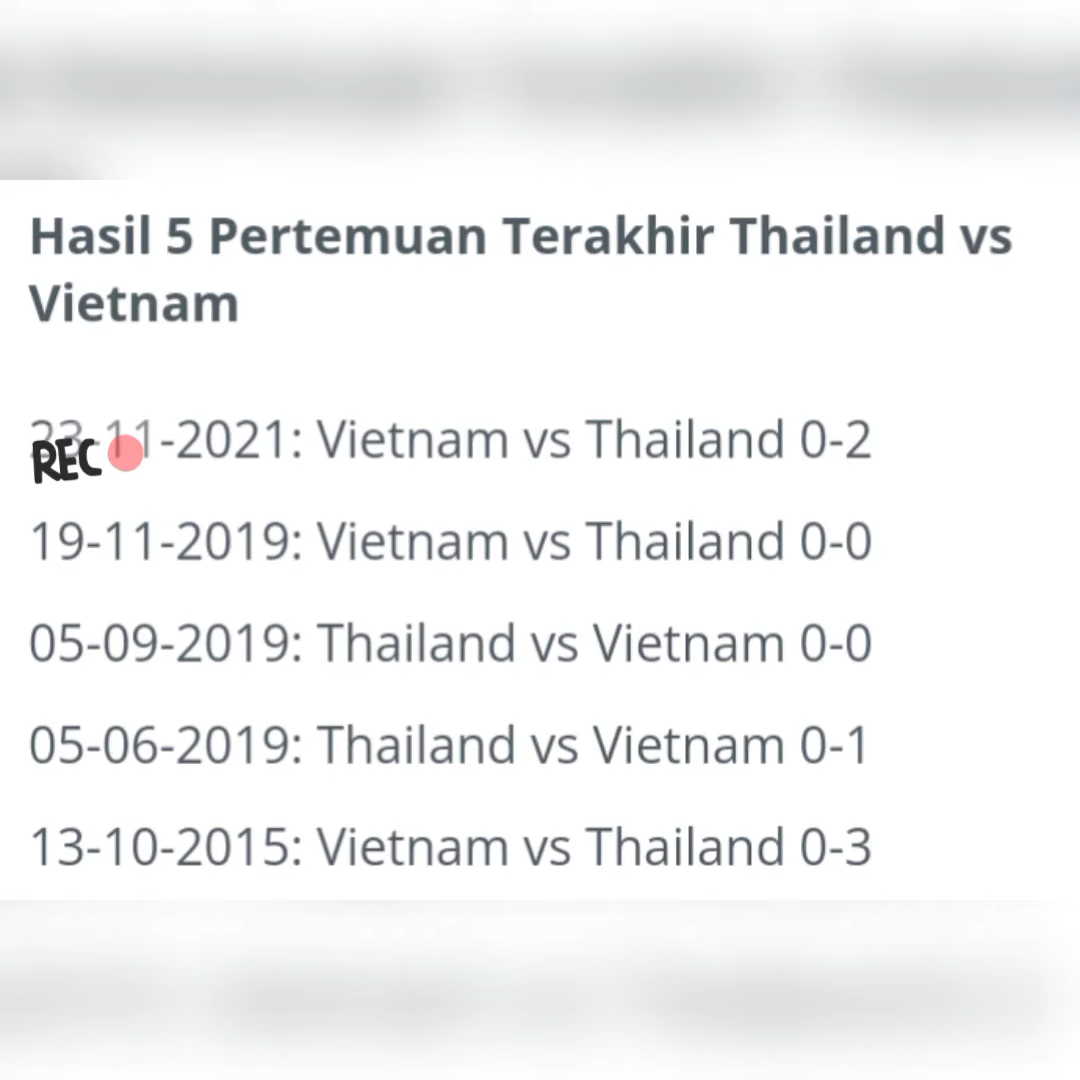 Hasil 5 Pertemuan Terakhir Thailand vs
Vietnam
23-11-2021: Vietnam vs Thailand 0-2
REC
19-11-2019: Vietnam vs Thailand 0-0
05-09-2019: Thailand vs Vietnam 0-0
05-06-2019: Thailand vs Vietnam 0-1
13-10-2015: Vietnam vs Thailand 0-3